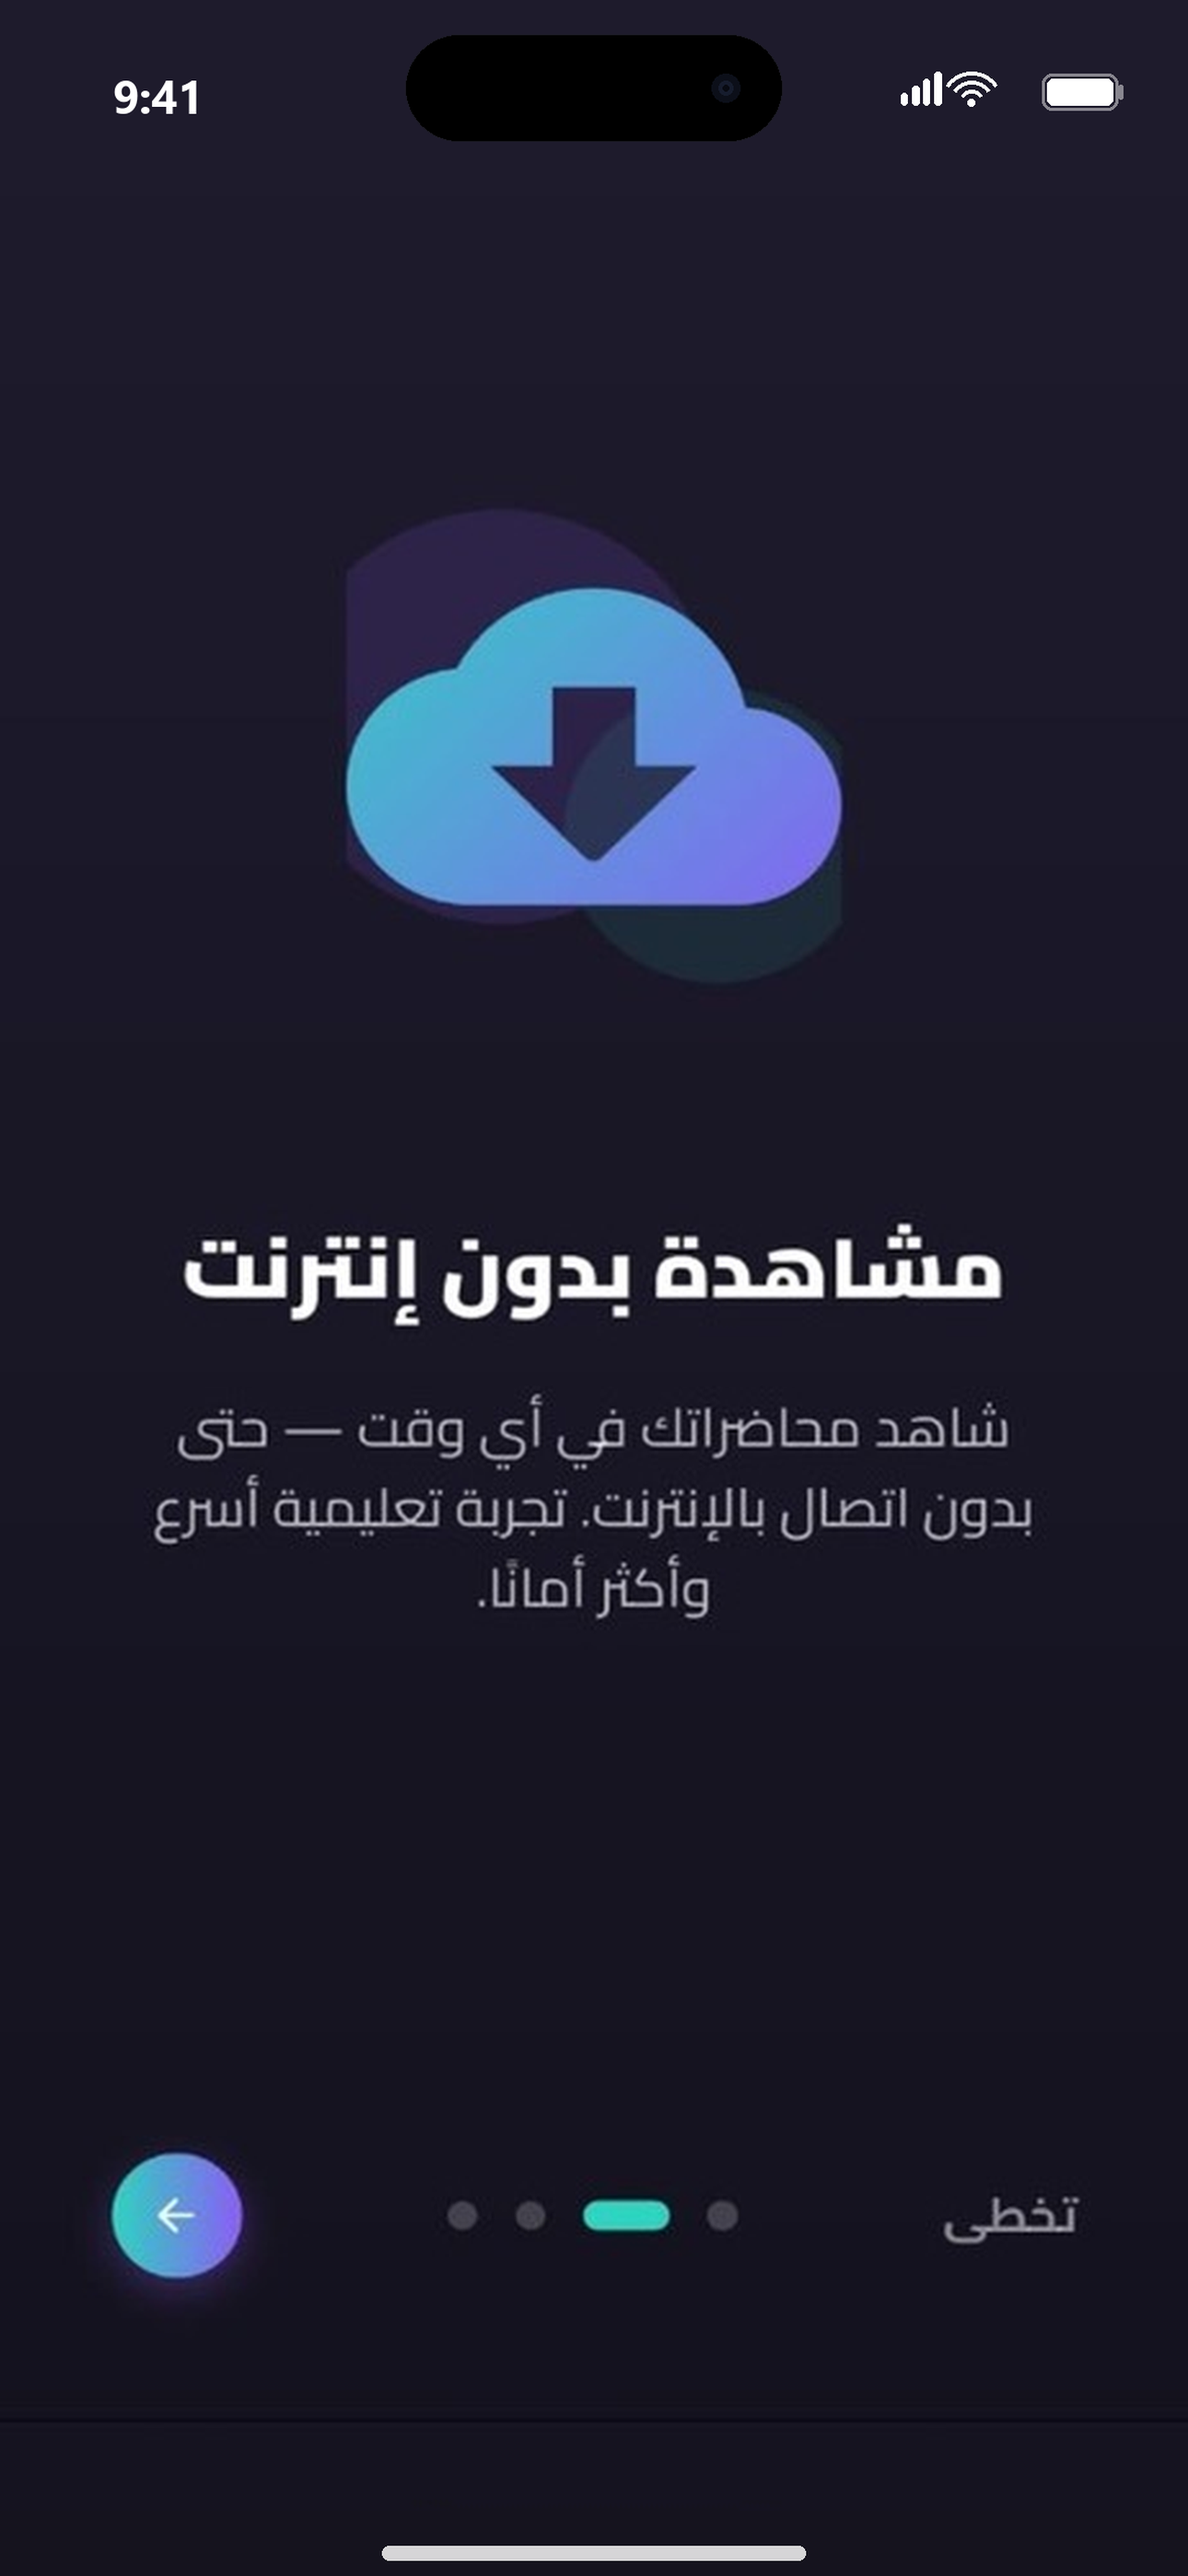 9:41
مشاهدة بدون إنترنت
شاهد محاضراتك في أي وقت — حتى
بدون اتصال بالإنترنت. تجربة تعليمية أسرع
وأكثر أمانًا.
تخطى